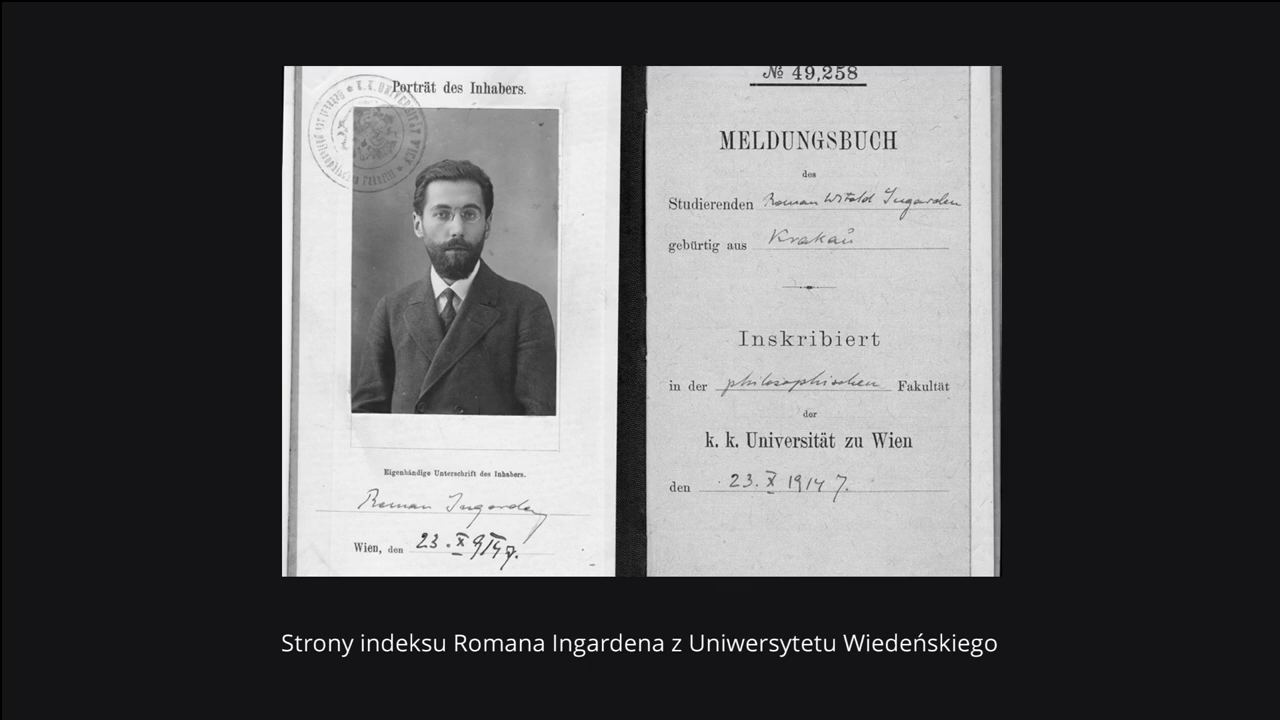 Porträt des Inhabers.
K. K. UNIVERSITÄT WIEN
Eigenhändige Unterschrift des Inhabers.
Roman Ingarden
Wien, den 23. X 1914
№ 49,258
MELDUNGSBUCH
des
Studierenden Roman Witold Ingarden
gebürtig aus Krakau
Inskribiert
in der philosophischen Fakultät
der
k. k. Universität zu Wien
den 23. X 1914
Strony indeksu Romana Ingardena z Uniwersytetu Wiedeńskiego